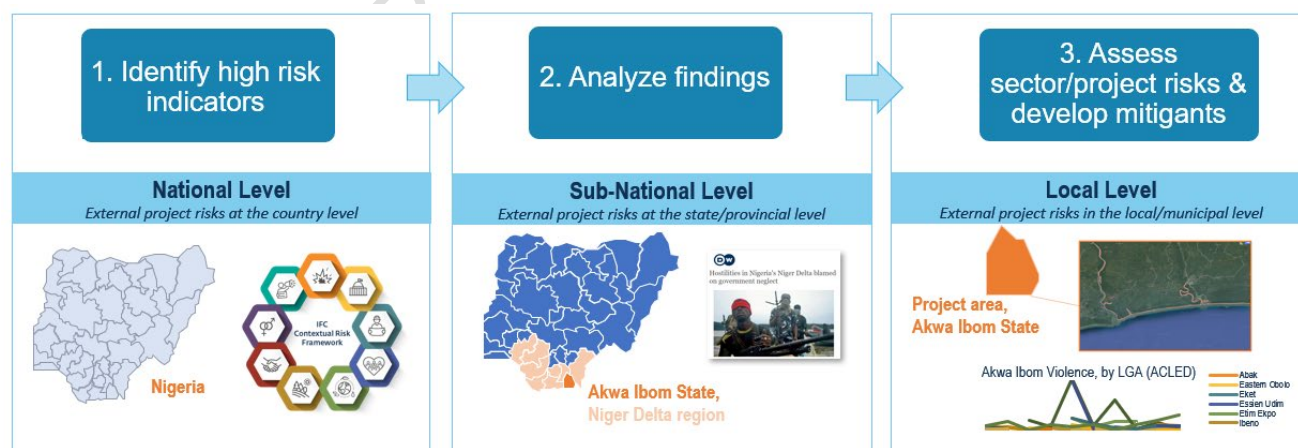 1. Identify high risk
indicators
2. Analyze findings
3. Assess
sector/project risks &
develop mitigants
National Level
External project risks at the country level
Sub-National Level
External project risks at the state/provincial level
Local Level
External project risks in the local/municipal level
IFC
Contextual Risk
Framework
Nigeria
DW
Hostilities in Nigeria's Niger Delta blamed
on government neglect
Akwa Ibom State,
Niger Delta region
Project area,
Akwa Ibom State
Akwa Ibom Violence, by LGA (ACLED)
Abak
Eastern Obolo
Eket
Essien Udim
Etim Ekpo
Ibeno